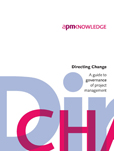 apmKNOWLEDGE
Directing Change
A guide to
governance
of project
management
Dir
CHA